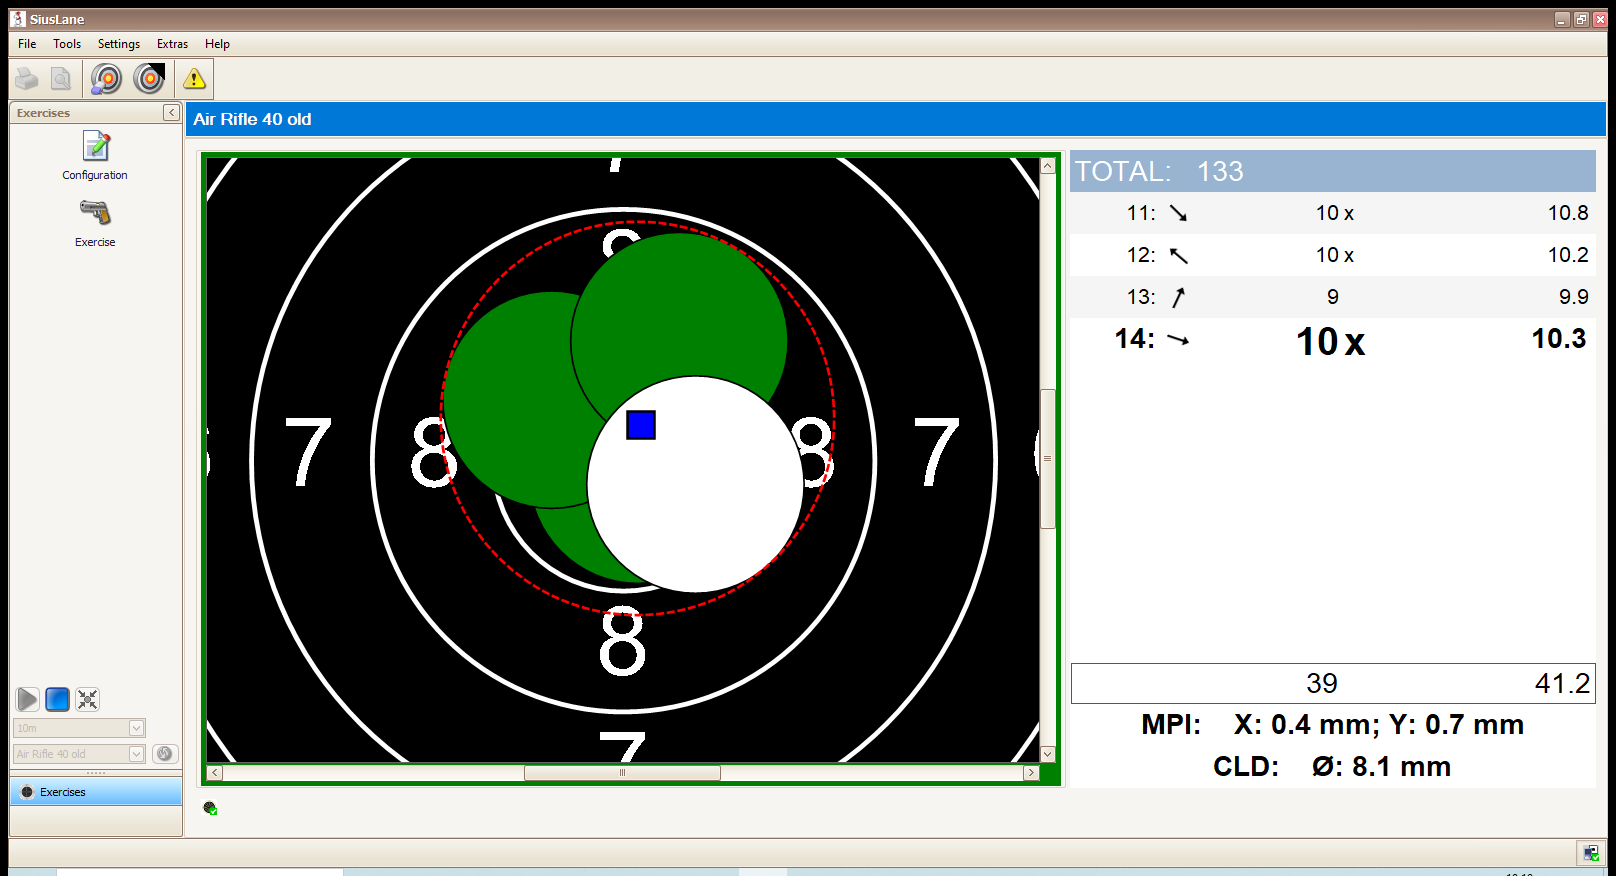 SiusLane
File Tools Settings Extras Help
Exercises
Configuration
Exercise
10m
Air Rifle 40 old
Exercises
Air Rifle 40 old
7
7 8 8 7
8
7
TOTAL: 133
11: 10 x 10.8
12: 10 x 10.2
13: 9 9.9
14: 10 x 10.3
39 41.2
MPI: X: 0.4 mm; Y: 0.7 mm
CLD: Ø: 8.1 mm